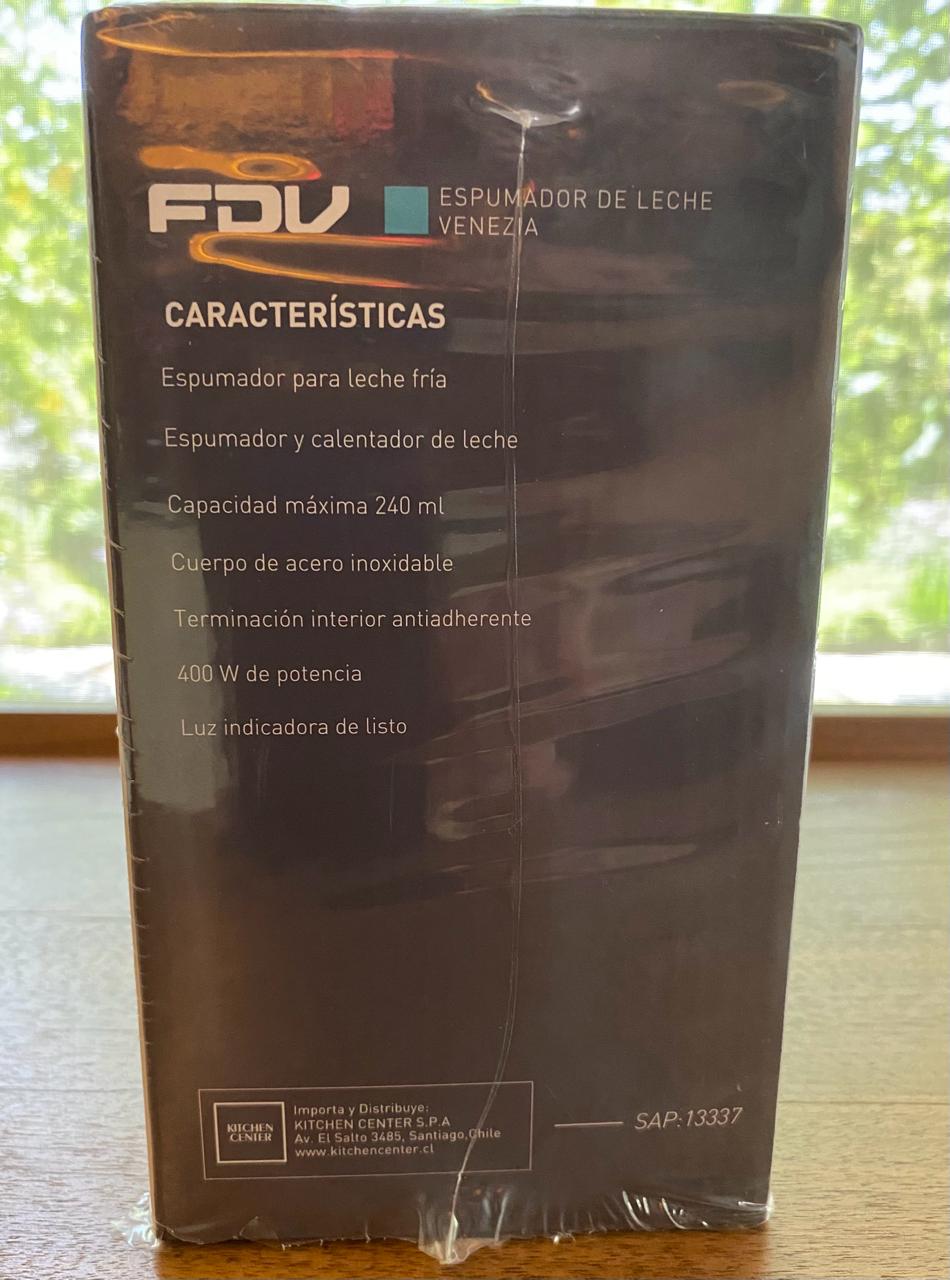 FDV
ESPUMADOR DE LECHE
VENEZIA
CARACTERÍSTICAS
Espumador para leche fría
Espumador y calentador de leche
Capacidad máxima 240 ml
Cuerpo de acero inoxidable
Terminación interior antiadherente
400 W de potencia
Luz indicadora de listo
KITCHEN
CENTER
Importa y Distribuye:
KITCHEN CENTER S.P.A
Av. El Salto 3485, Santiago,Chile
www.kitchencenter.cl
SAP:13337